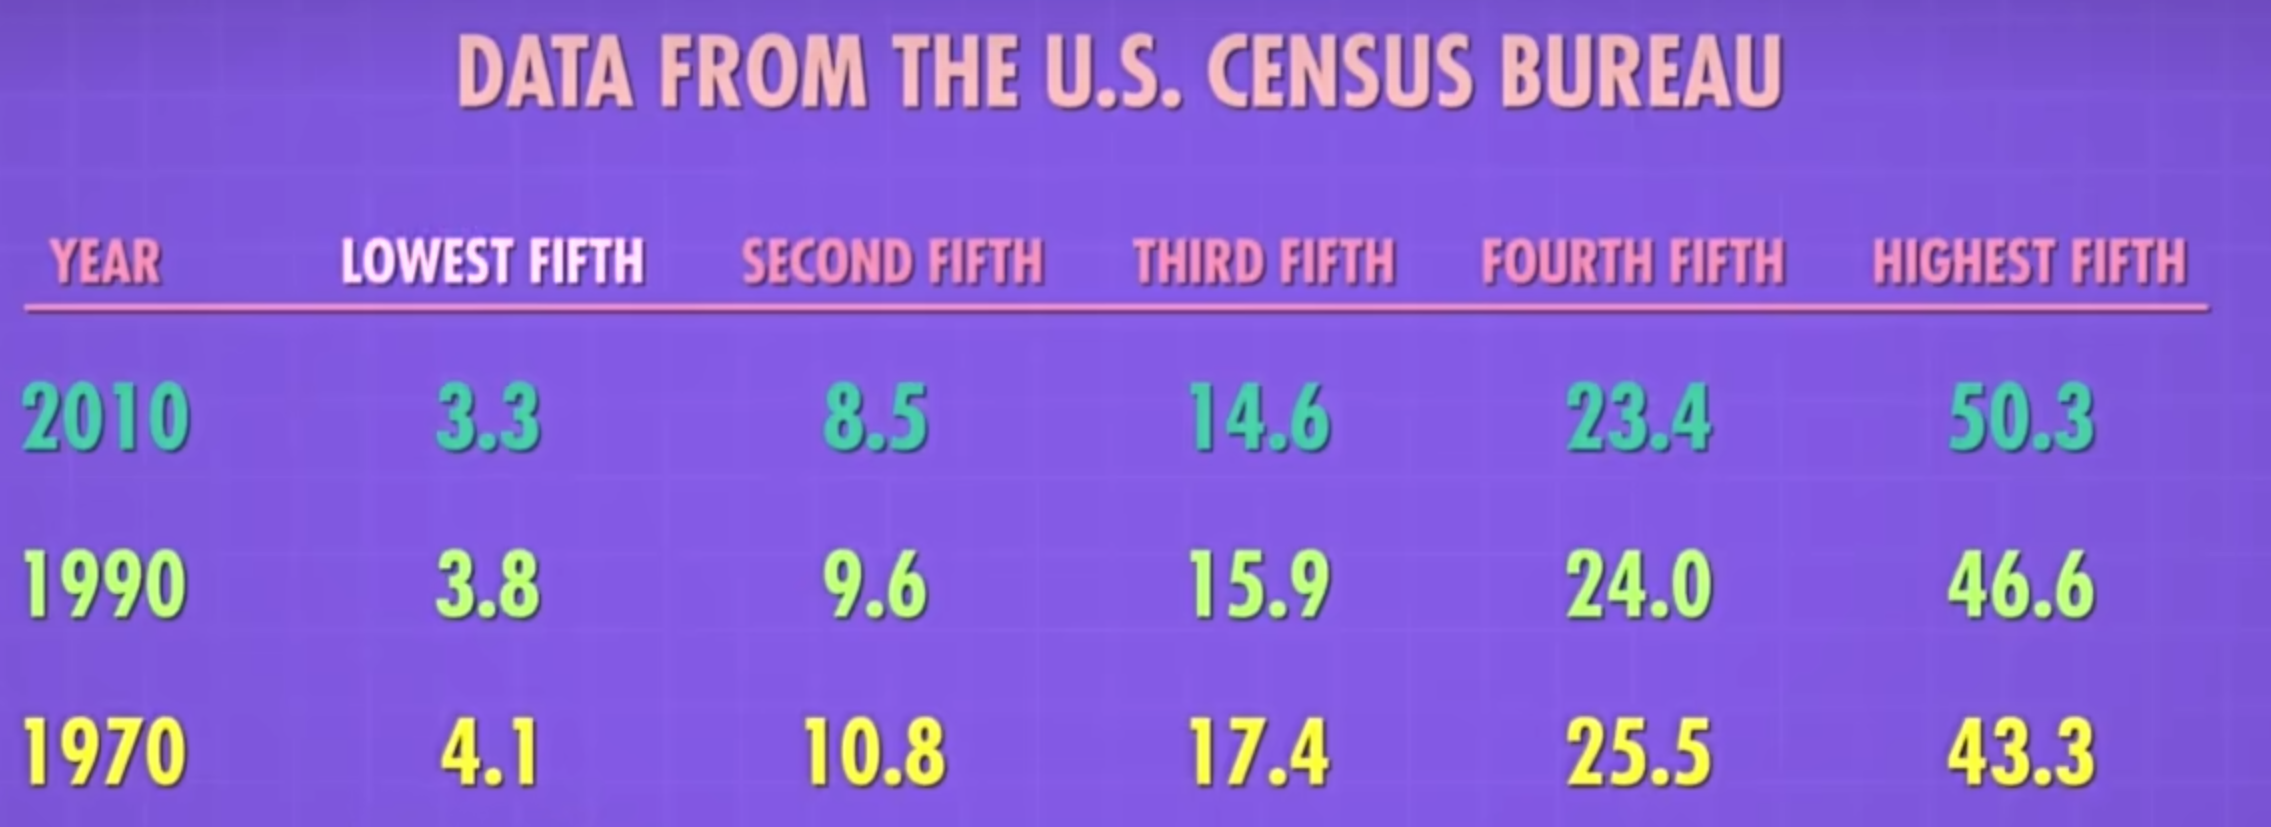 DATA FROM THE U.S. CENSUS BUREAU
YEAR LOWEST FIFTH SECOND FIFTH THIRD FIFTH FOURTH FIFTH HIGHEST FIFTH
2010 3.3 8.5 14.6 23.4 50.3
1990 3.8 9.6 15.9 24.0 46.6
1970 4.1 10.8 17.4 25.5 43.3